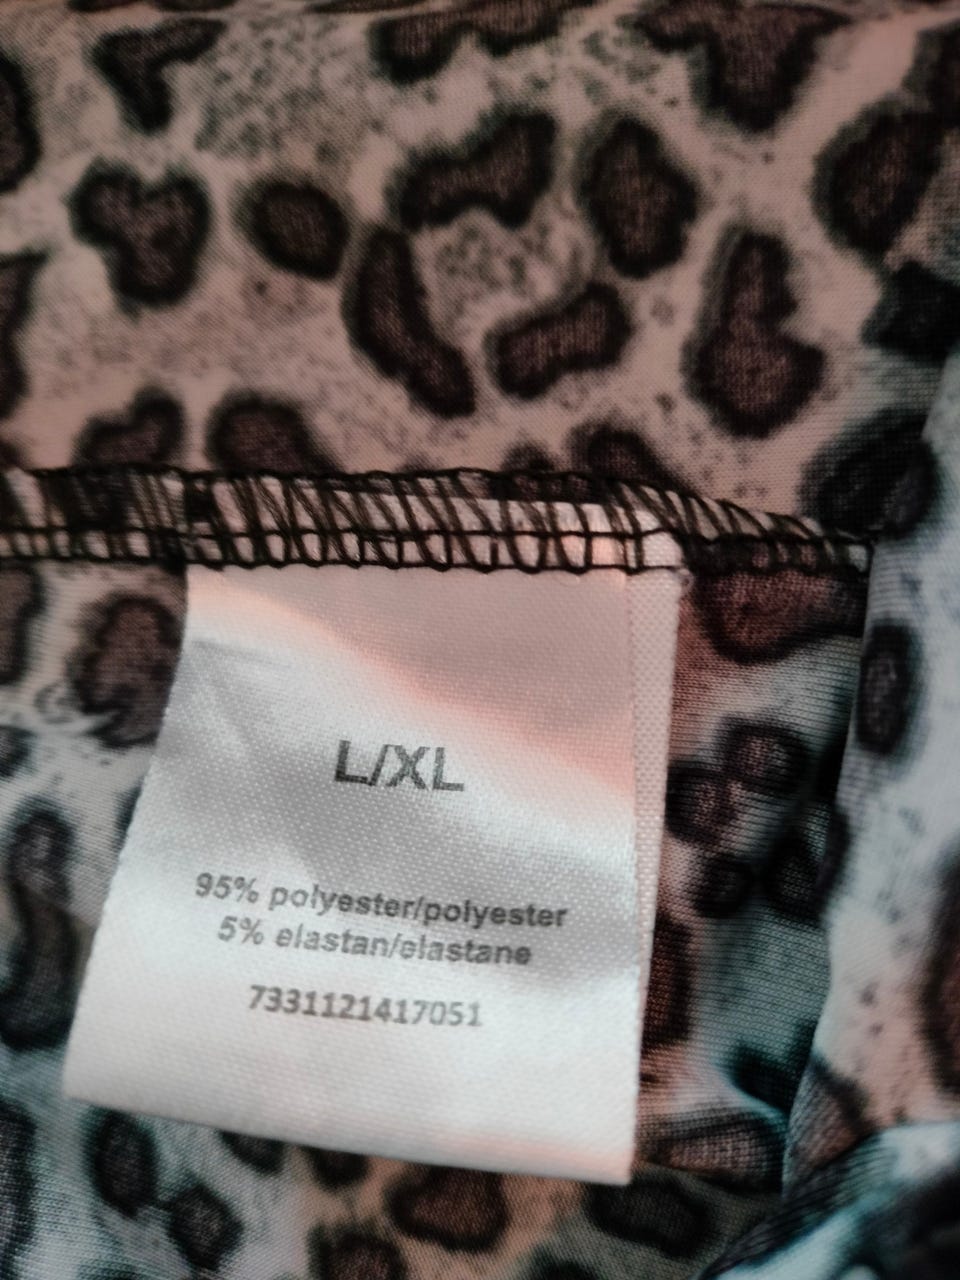 L/XL
95% polyester/polyester
5% elastan/elastane
7331121417051